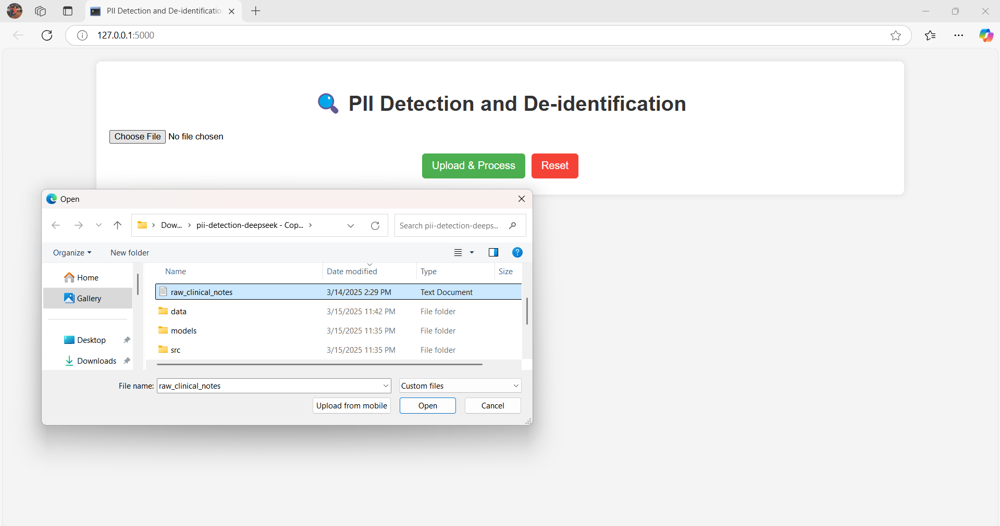 PII Detection and De-identificatio
127.0.0.1:5000
PII Detection and De-identification
Choose File No file chosen
Upload & Process Reset
Open
Dow... pii-detection-deepseek - Cop...
Search pii-detection-deeps...
Organize New folder
?
Name Date modified Type Size
Home
Gallery
Desktop
Downloads
raw_clinical_notes 3/14/2025 2:29 PM Text Document
data 3/15/2025 11:42 PM File folder
models 3/15/2025 11:35 PM File folder
src 3/15/2025 11:35 PM File folder
File name: raw_clinical_notes Custom files
Upload from mobile Open Cancel